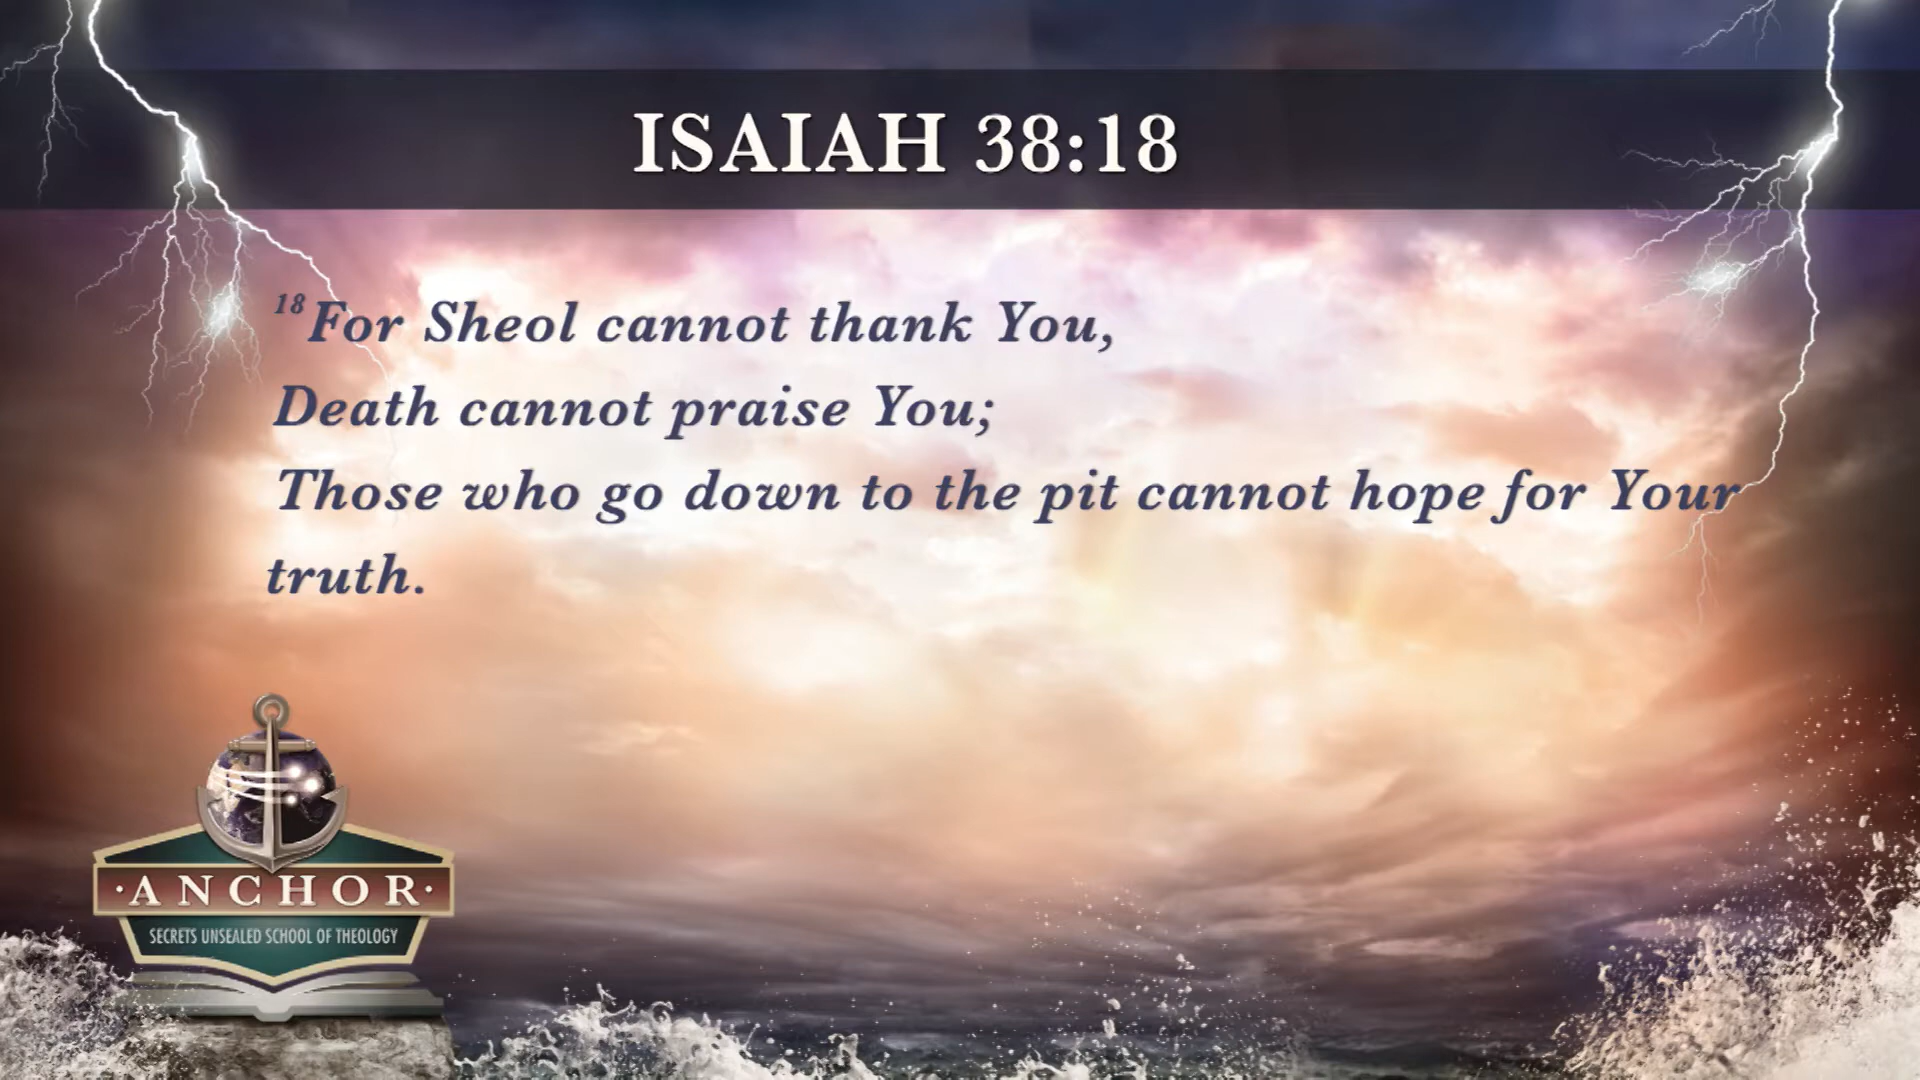 ISAIAH 38:18
18 For Sheol cannot thank You,
Death cannot praise You;
Those who go down to the pit cannot hope for Your
truth.
·ANCHOR·
SECRETS UNSEALED SCHOOL OF THEOLOGY